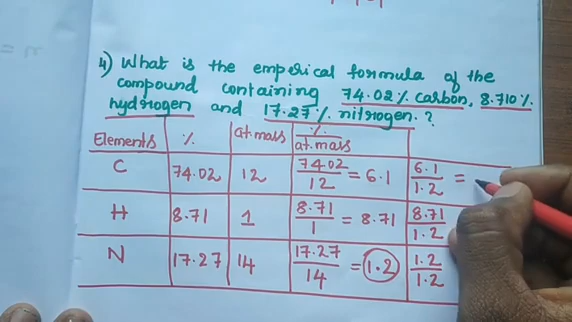 4) What is the emperical formula of the
compound containing 74.02% carbon, 8.710%
hydrogen and 17.27% nitrogen.?
Elements % at.mass %/at.mass
C 74.02 12 74.02/12 = 6.1 6.1/1.2 =
H 8.71 1 8.71/1 = 8.71 8.71/1.2
N 17.27 14 17.27/14 = 1.2 1.2/1.2